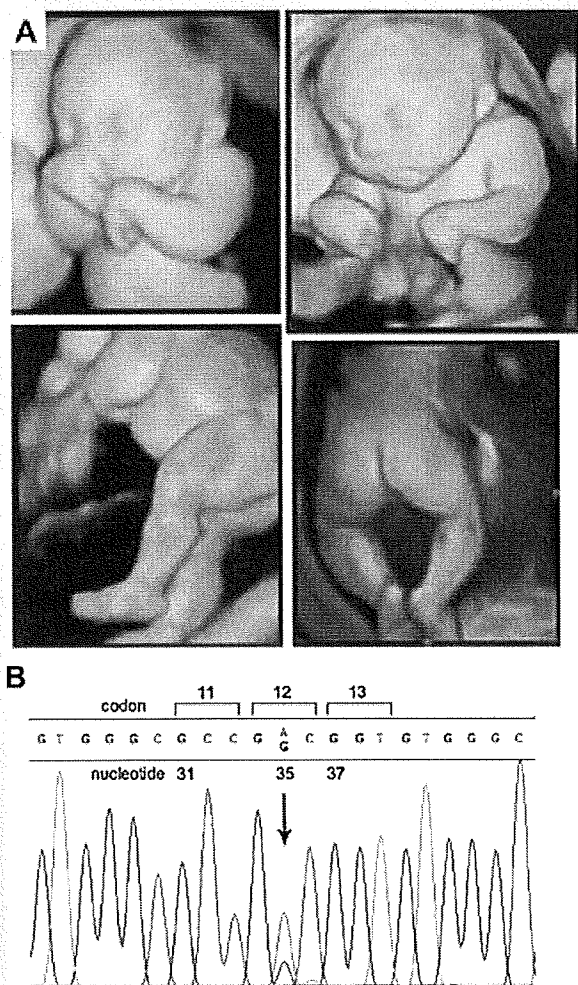 A
B
11 12 13
codon
A
G T G G G C G C C G G C G G T G T G G G C
nucleotide 31 35 37